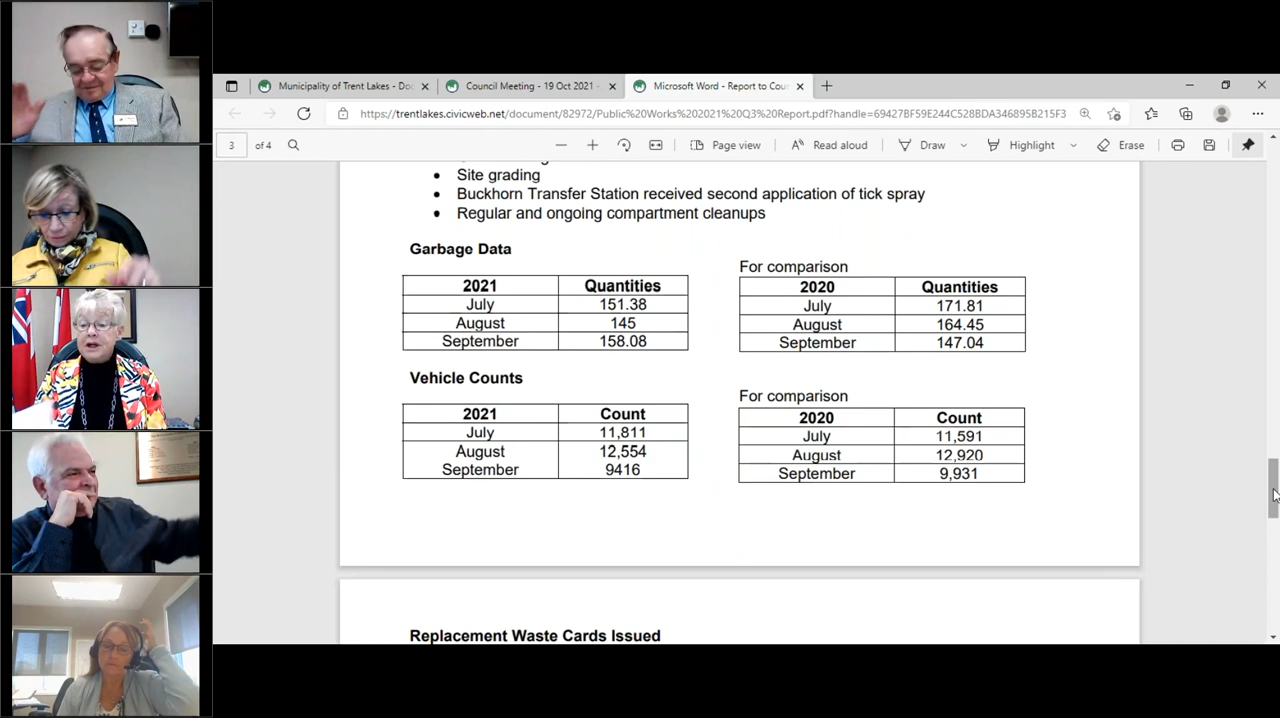 Municipality of Trent Lakes - Doc
Council Meeting - 19 Oct 2021 -
Microsoft Word - Report to Cour
https://trentlakes.civicweb.net/document/82972/Public%20Works%202021%20Q3%20Report.pdf?handle=69427BF59E244C528BDA346895B215F3
3 of 4
Page view
Read aloud
Draw
Highlight
Erase
• Site grading
• Buckhorn Transfer Station received second application of tick spray
• Regular and ongoing compartment cleanups
Garbage Data
2021 Quantities
July 151.38
August 145
September 158.08
For comparison
2020 Quantities
July 171.81
August 164.45
September 147.04
Vehicle Counts
2021 Count
July 11,811
August 12,554
September 9416
For comparison
2020 Count
July 11,591
August 12,920
September 9,931
Replacement Waste Cards Issued